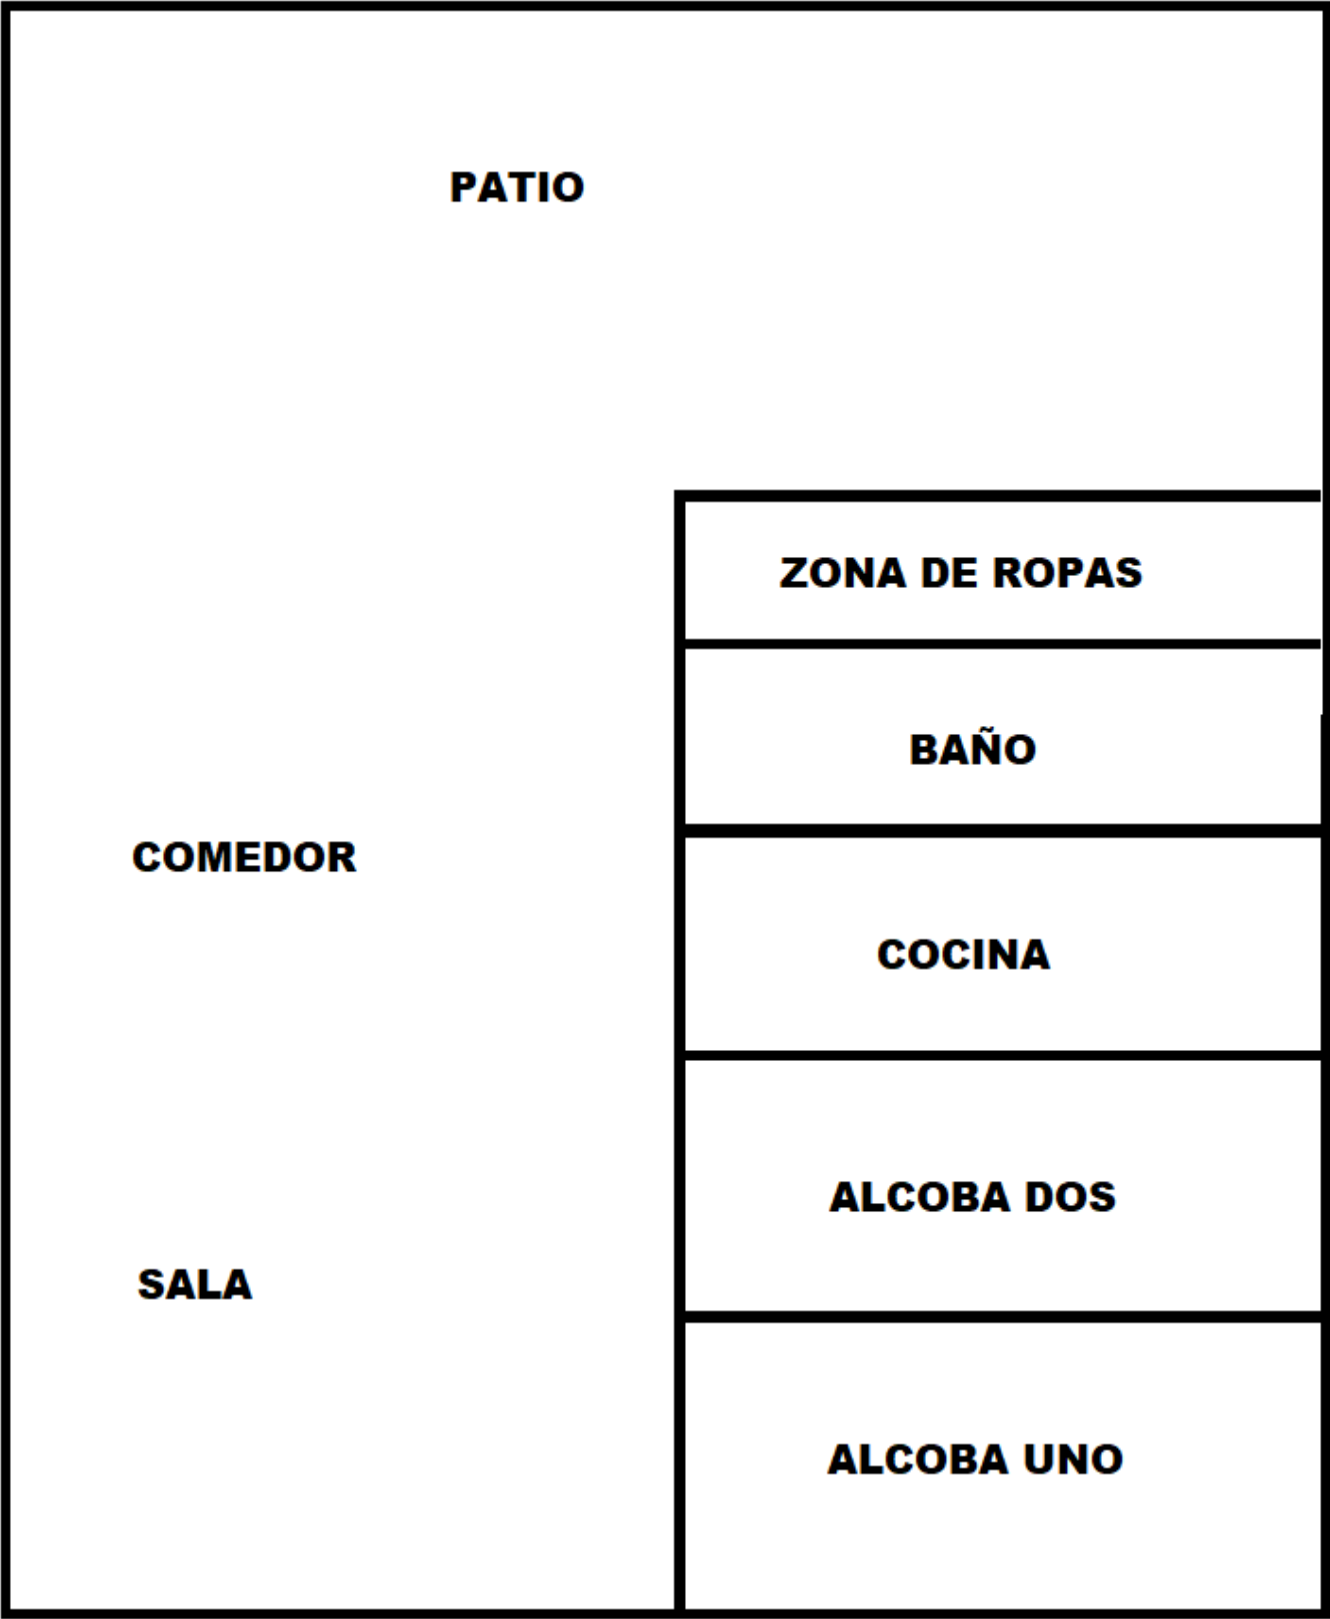 PATIO
ZONA DE ROPAS
BAÑO
COMEDOR
COCINA
ALCOBA DOS
SALA
ALCOBA UNO